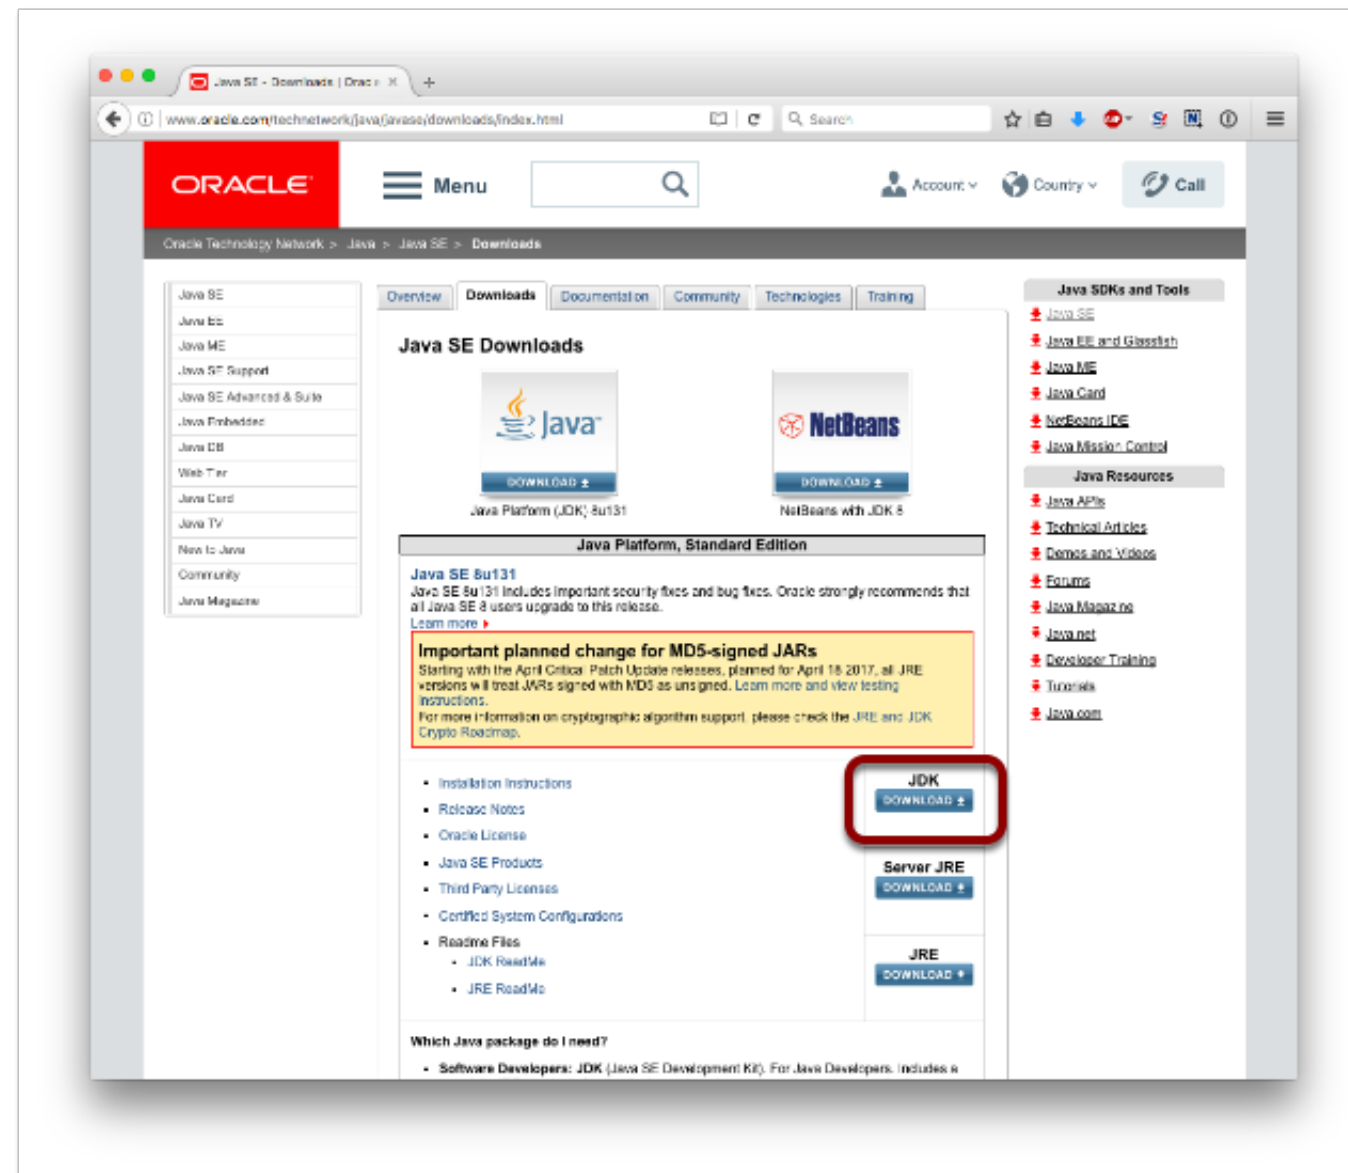 Java SE - Downloads | Orac
www.oracle.com/technetwork/java/javase/downloads/index.html
Search
ORACLE
Menu
Account
Country
Call
Oracle Technology Network > Java > Java SE > Downloads
Java SE
Java EE
Java ME
Java SE Support
Java SE Advanced & Suite
Java Embedded
Java DB
Web Tier
Java Card
Java TV
New to Java
Community
Java Magazine
Overview Downloads Documentation Community Technologies Training
Java SE Downloads
Java
NetBeans
DOWNLOAD
DOWNLOAD
Java Platform (JDK) 8u131
NetBeans with JDK 8
Java Platform, Standard Edition
Java SE 8u131
Java SE 8u131 includes important security fixes and bug fixes. Oracle strongly recommends that
all Java SE 8 users upgrade to this release.
Learn more
Important planned change for MD5-signed JARs
Starting with the April Critical Patch Update releases, planned for April 18 2017, all JRE
versions will treat JARs signed with MD5 as unsigned. Learn more and view testing
instructions.
For more information on cryptographic algorithm support, please check the JRE and JDK
Crypto Roadmap.
Installation Instructions
Release Notes
Oracle License
Java SE Products
Third Party Licenses
Certified System Configurations
Readme Files
JDK ReadMe
JRE ReadMe
JDK
DOWNLOAD
Server JRE
DOWNLOAD
JRE
DOWNLOAD
Which Java package do I need?
Software Developers: JDK (Java SE Development Kit). For Java Developers. Includes a
Java SDKs and Tools
Java SE
Java EE and Glassfish
Java ME
Java Card
NetBeans IDE
Java Mission Control
Java Resources
Java APIs
Technical Articles
Demos and Videos
Forums
Java Magazine
Java.net
Developer Training
Tutorials
Java.com